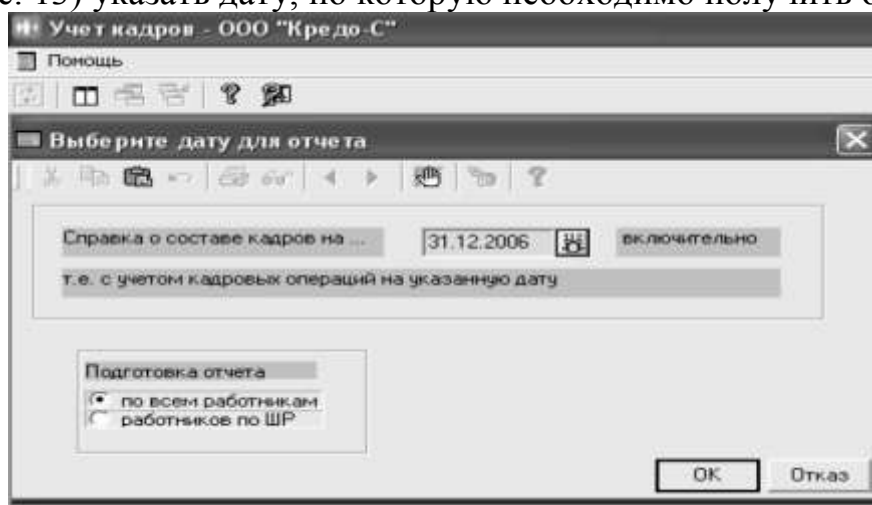 с. 13) указать дату, по которую необходимо получить о
Учет кадров - ООО "Кредо-С"
Помощь
Выберите дату для отчета
Справка о составе кадров на ... 31.12.2006 включительно
т.е. с учетом кадровых операций на указанную дату
Подготовка отчета
по всем работникам
работников по ШР
ОК Отказ